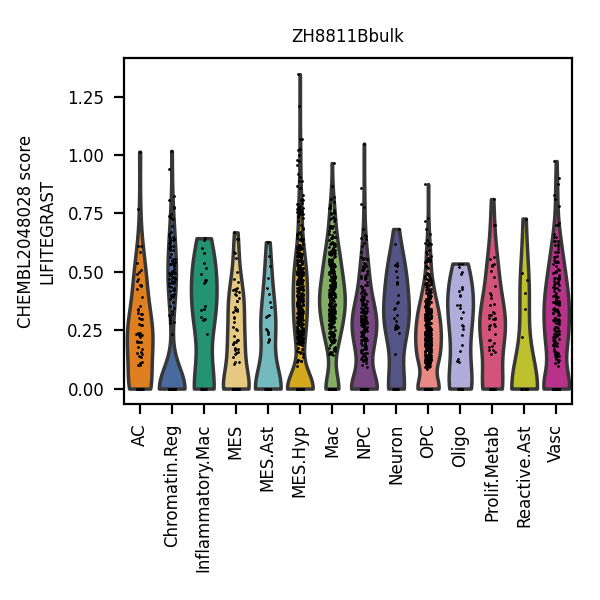 ZH8811Bbulk
CHEMBL2048028 score
LIFITEGRAST
1.25
1.00
0.75
0.50
0.25
0.00
AC
Chromatin.Reg
Inflammatory.Mac
MES
MES.Ast
MES.Hyp
Mac
NPC
Neuron
OPC
Oligo
Prolif.Metab
Reactive.Ast
Vasc